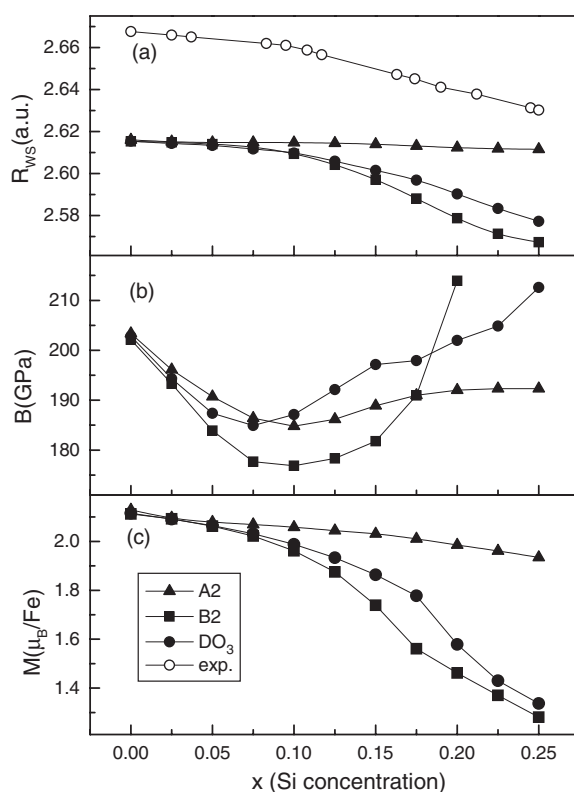 (a)
R_WS(a.u.)
2.66
2.64
2.62
2.60
2.58
(b)
B(GPa)
210
200
190
180
(c)
M(μ_B/Fe)
2.0
1.8
1.6
1.4
A2
B2
DO₃
exp.
0.00 0.05 0.10 0.15 0.20 0.25
x (Si concentration)